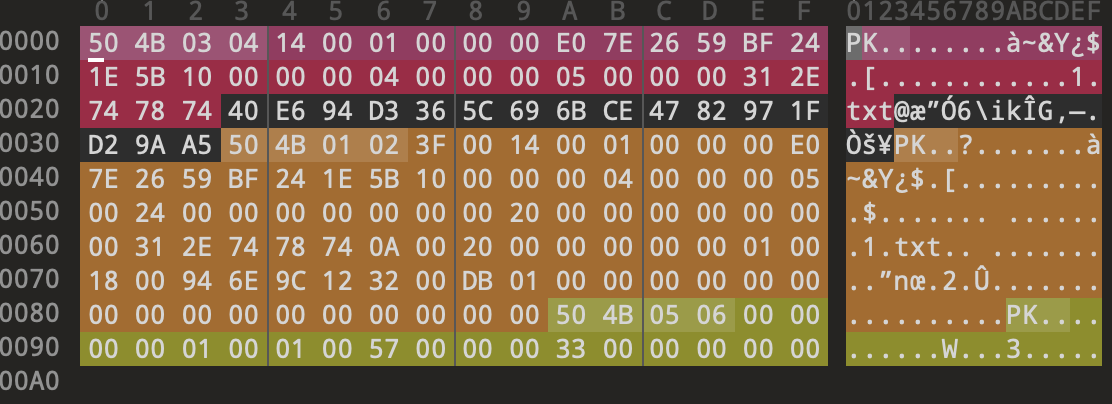 0 1 2 3 4 5 6 7 8 9 A B C D E F 0123456789ABCDEF
0000 50 4B 03 04 14 00 01 00 00 00 E0 7E 26 59 BF 24 PK........à~&Y¿$
0010 1E 5B 10 00 00 00 04 00 00 00 05 00 00 00 31 2E .[............1.
0020 74 78 74 40 E6 94 D3 36 5C 69 6B CE 47 82 97 1F txt@æ”Ó6\ikÎG‚—.
0030 D2 9A A5 50 4B 01 02 3F 00 14 00 01 00 00 00 E0 Òš¥PK..?.......à
0040 7E 26 59 BF 24 1E 5B 10 00 00 00 04 00 00 00 05 ~&Y¿$.[.........
0050 00 24 00 00 00 00 00 00 00 20 00 00 00 00 00 00 .$....... ......
0060 00 31 2E 74 78 74 0A 00 20 00 00 00 00 00 01 00 .1.txt.. .......
0070 18 00 94 6E 9C 12 32 00 DB 01 00 00 00 00 00 00 ..”nœ.2.Û.......
0080 00 00 00 00 00 00 00 00 00 00 50 4B 05 06 00 00 ..........PK....
0090 00 00 01 00 01 00 57 00 00 00 33 00 00 00 00 00 ......W...3.....
00A0